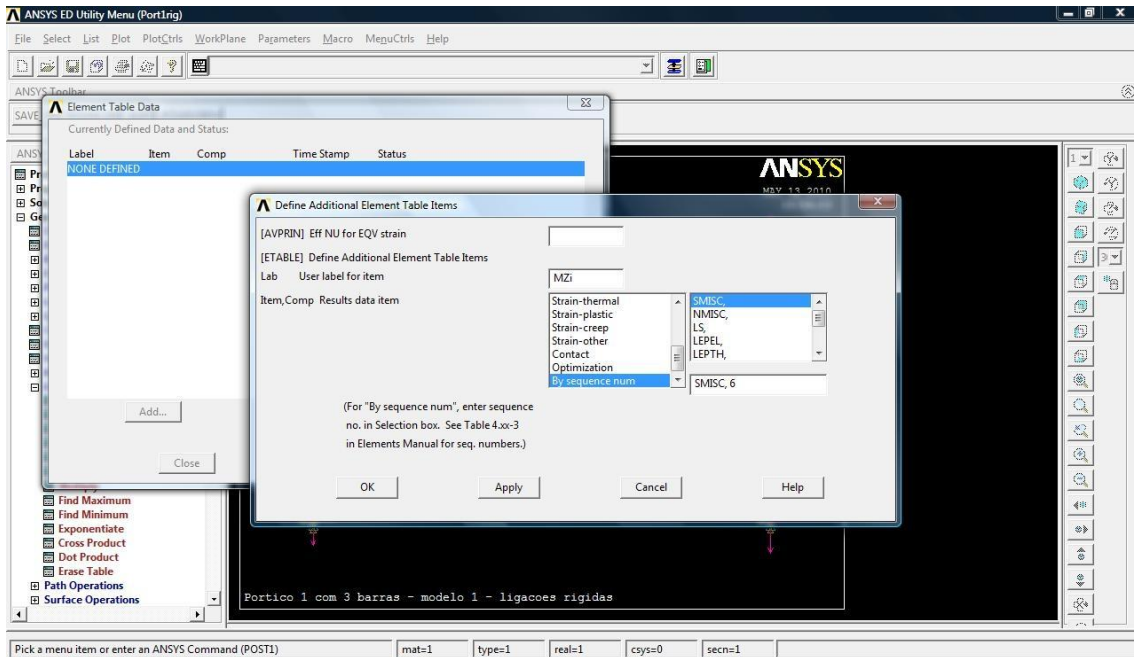 ANSYS ED Utility Menu (Port1rig)
File Select List Plot PlotCtrls WorkPlane Parameters Macro MenuCtrls Help
ANSYS Toolbar
SAVE
Element Table Data
Currently Defined Data and Status:
Label Item Comp Time Stamp Status
NONE DEFINED
Add...
Close
Define Additional Element Table Items
[AVPRIN] Eff NU for EQV strain
[ETABLE] Define Additional Element Table Items
Lab User label for item MZi
Item,Comp Results data item
Strain-thermal
Strain-plastic
Strain-creep
Strain-other
Contact
Optimization
By sequence num
SMISC,
NMISC,
LS,
LEPEL,
LEPTH,
SMISC, 6
(For "By sequence num", enter sequence
no. in Selection box. See Table 4.xx-3
in Elements Manual for seq. numbers.)
OK Apply Cancel Help
ANSYS
MAY 13 2010
1
3
Find Maximum
Find Minimum
Exponentiate
Cross Product
Dot Product
Erase Table
Path Operations
Surface Operations
Portico 1 com 3 barras - modelo 1 - ligacoes rigidas
Pick a menu item or enter an ANSYS Command (POST1) mat=1 type=1 real=1 csys=0 secn=1